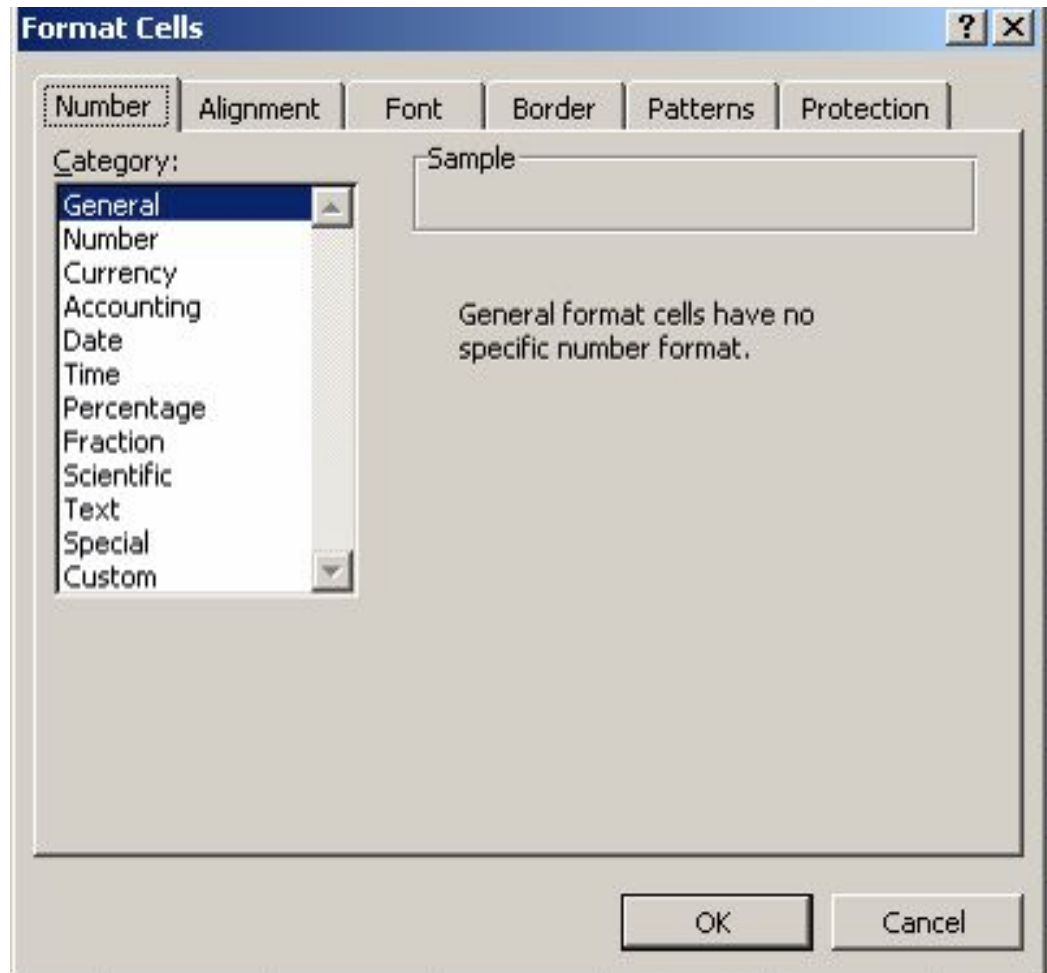 Format Cells
? X
Number Alignment Font Border Patterns Protection
Category:
General
Number
Currency
Accounting
Date
Time
Percentage
Fraction
Scientific
Text
Special
Custom
Sample
General format cells have no
specific number format.
OK Cancel